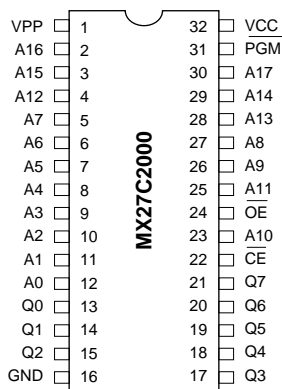 VPP 1 32 VCC
A16 2 31 PGM
A15 3 30 A17
A12 4 29 A14
A7 5 28 A13
A6 6 27 A8
A5 7 26 A9
A4 8 25 A11
A3 9 24 OE
A2 10 23 A10
A1 11 22 CE
A0 12 21 Q7
Q0 13 20 Q6
Q1 14 19 Q5
Q2 15 18 Q4
GND 16 17 Q3
MX27C2000